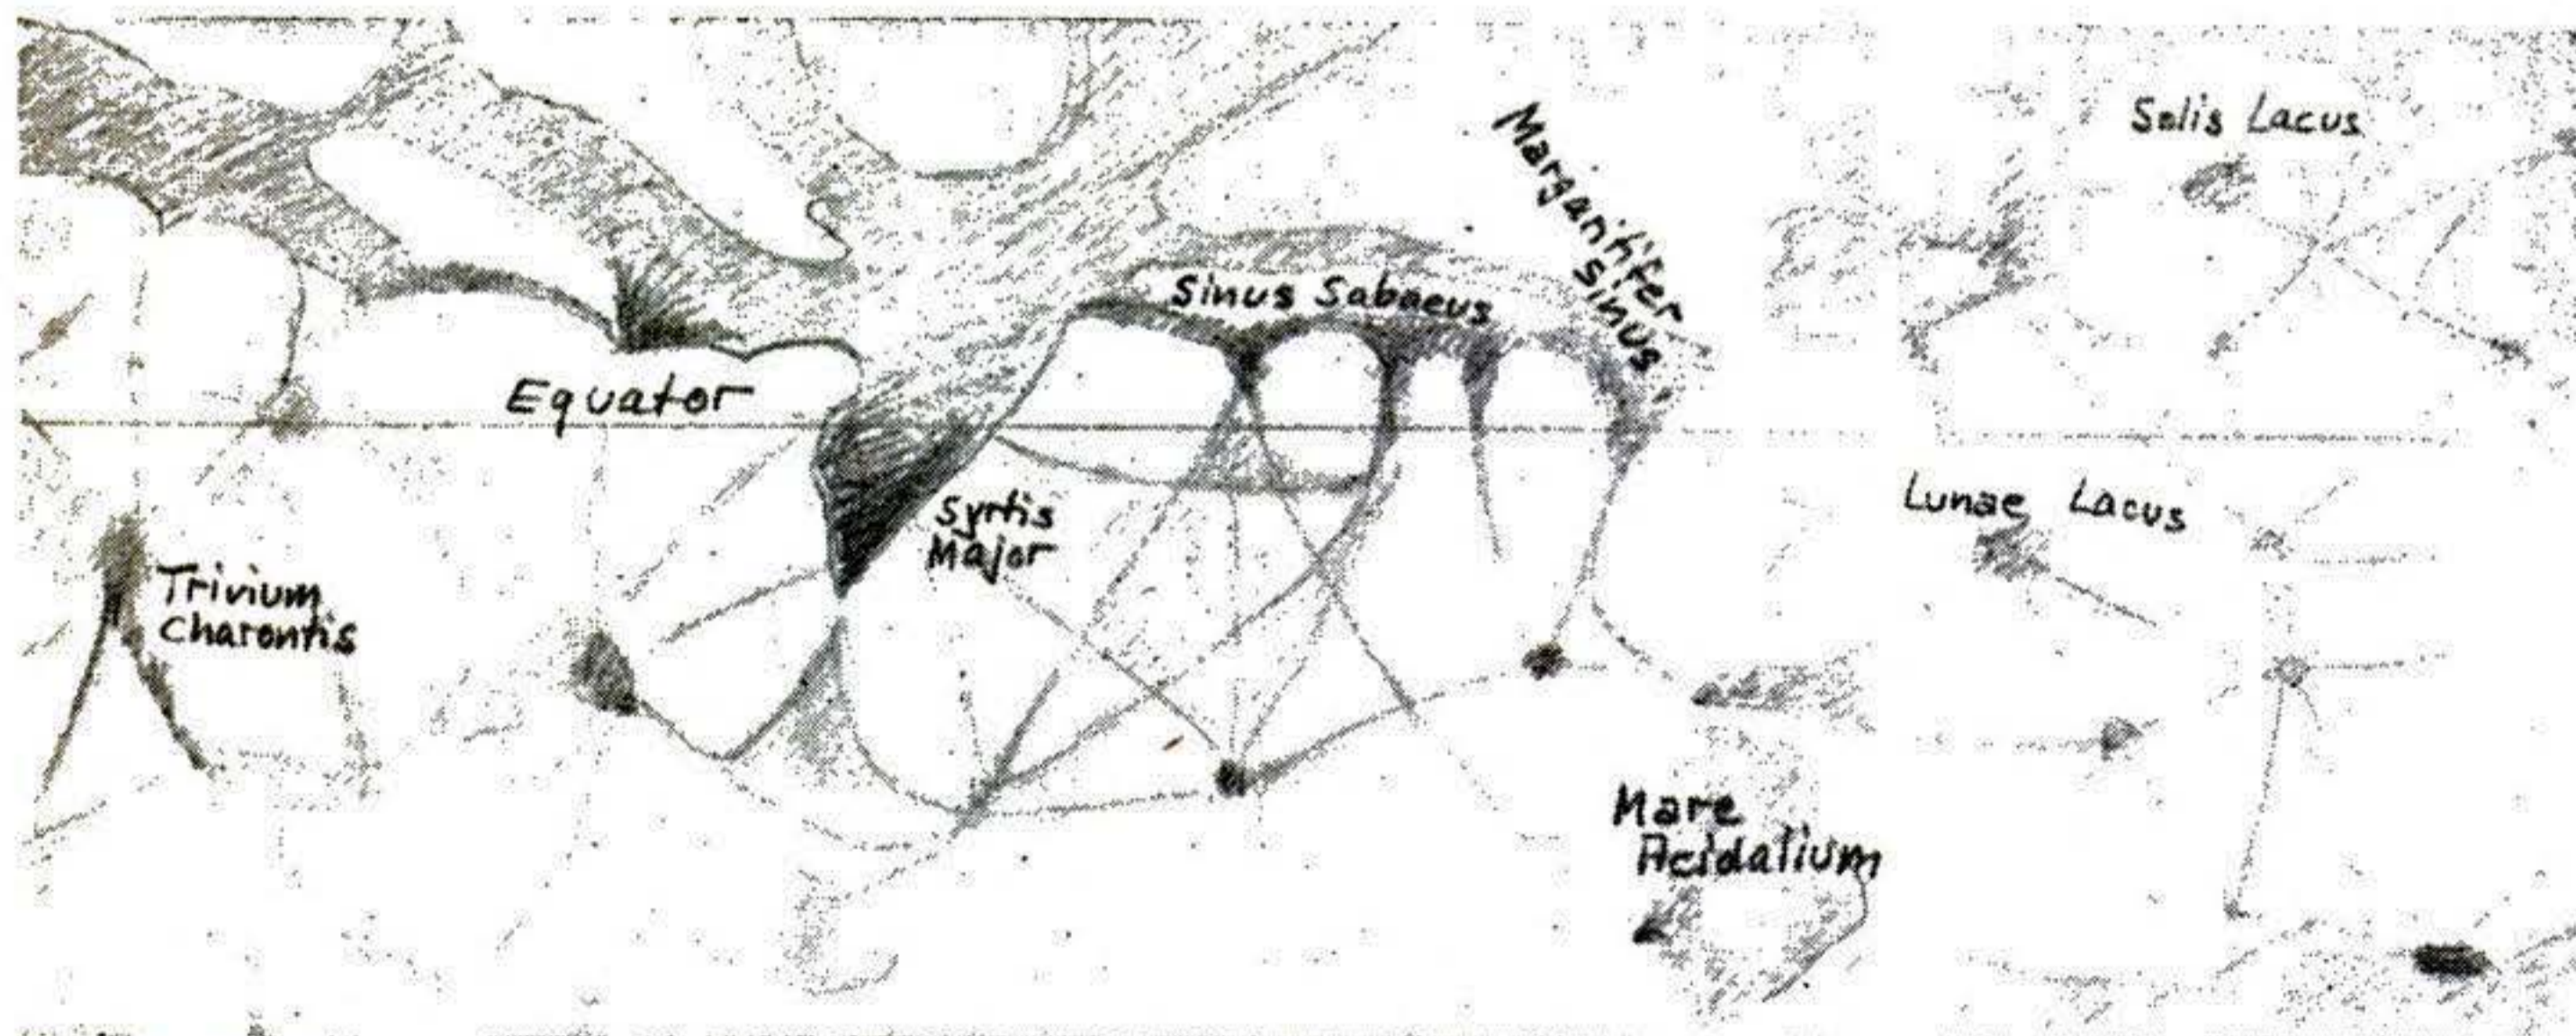 Solis Lacus
Margaritifer
Sinus
Sinus Sabaeus
Equator
Syrtis
Major
Lunae Lacus
Trivium
Charontis
Mare
Acidalium